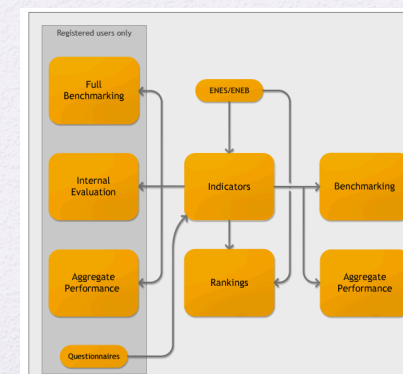 Registered users only
Full
Benchmarking
ENES/ENEB
Internal
Evaluation
Indicators
Benchmarking
Aggregate
Performance
Rankings
Aggregate
Performance
Questionnaires